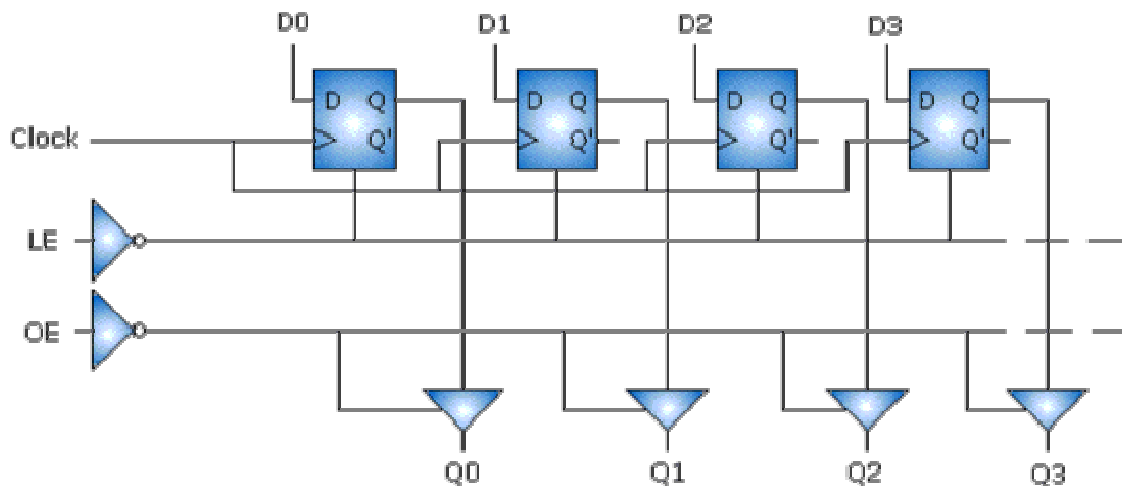 D0 D1 D2 D3
D Q D Q D Q D Q
Clock Q' Q' Q' Q'
LE
OE
Q0 Q1 Q2 Q3